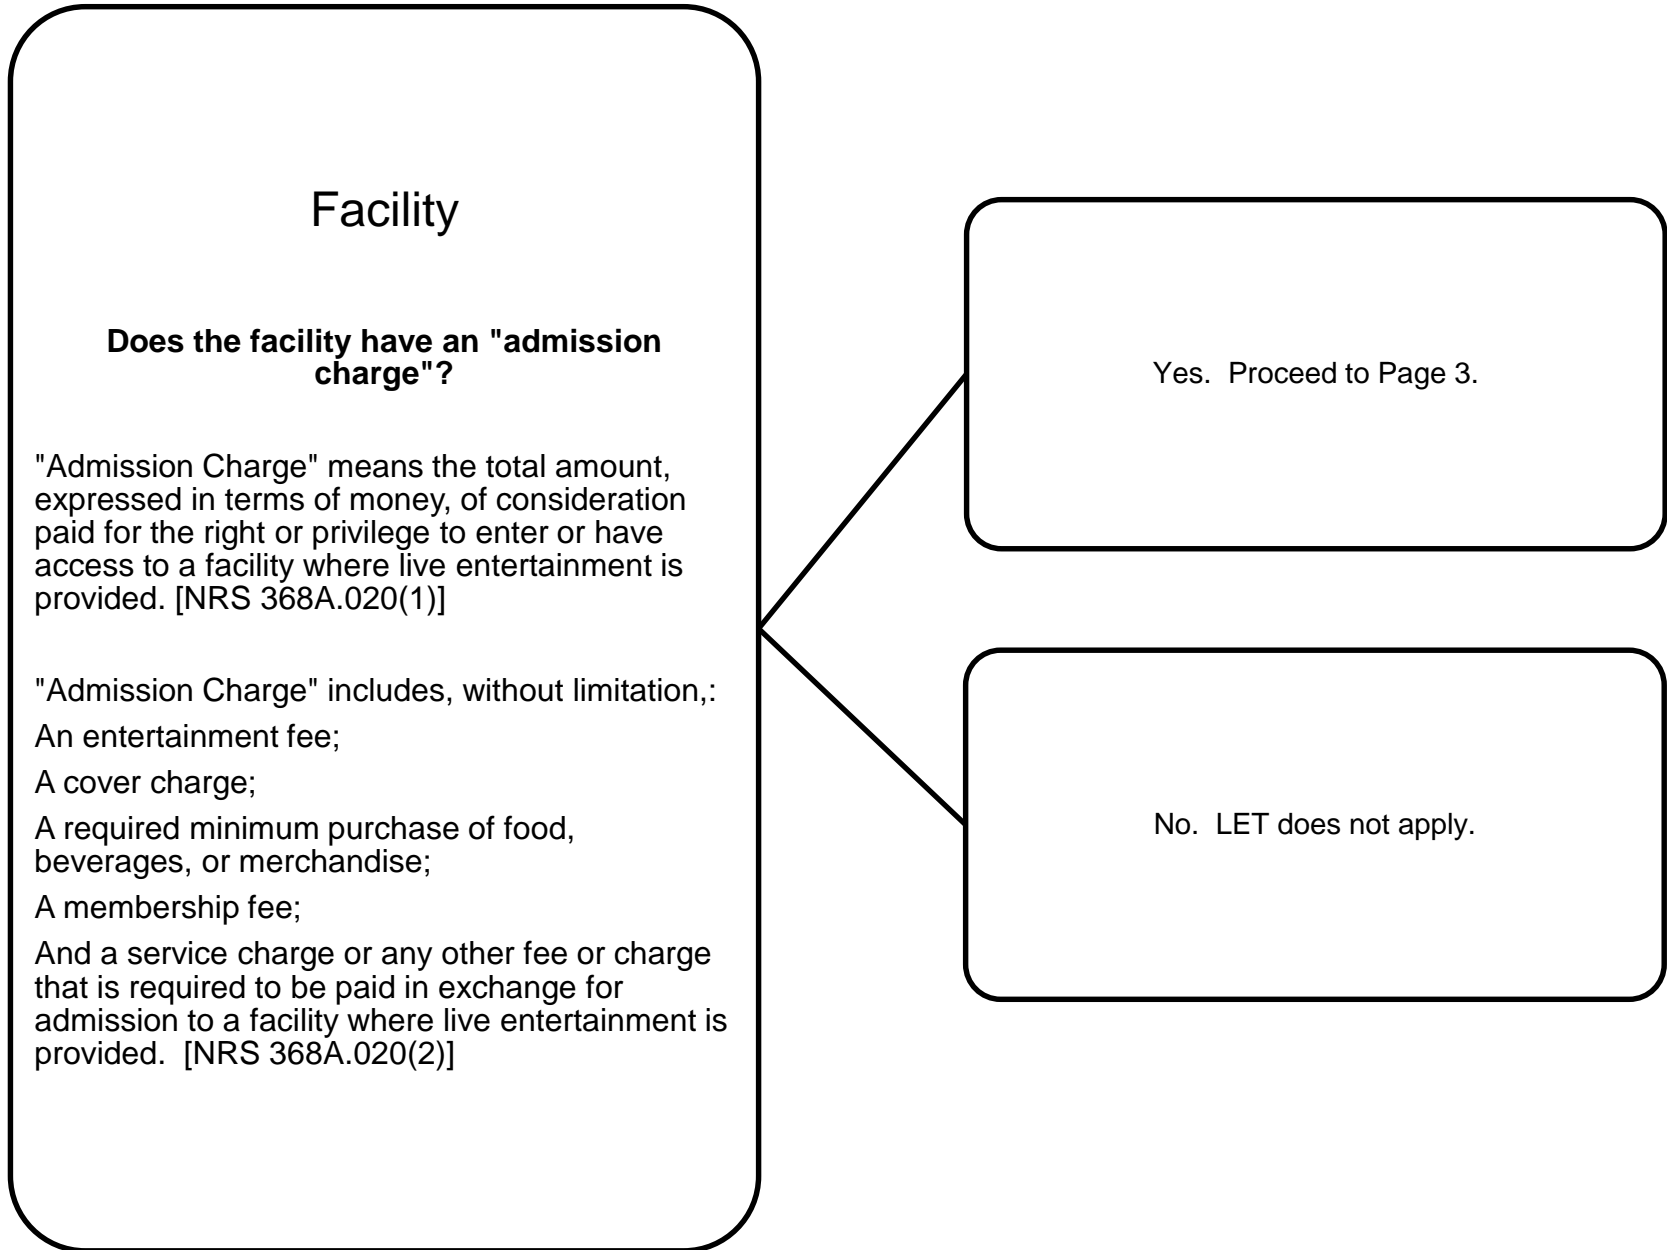 Facility
Does the facility have an "admission
charge"?
"Admission Charge" means the total amount,
expressed in terms of money, of consideration
paid for the right or privilege to enter or have
access to a facility where live entertainment is
provided. [NRS 368A.020(1)]
"Admission Charge" includes, without limitation,:
An entertainment fee;
A cover charge;
A required minimum purchase of food,
beverages, or merchandise;
A membership fee;
And a service charge or any other fee or charge
that is required to be paid in exchange for
admission to a facility where live entertainment is
provided.  [NRS 368A.020(2)]
Yes.  Proceed to Page 3.
No.  LET does not apply.